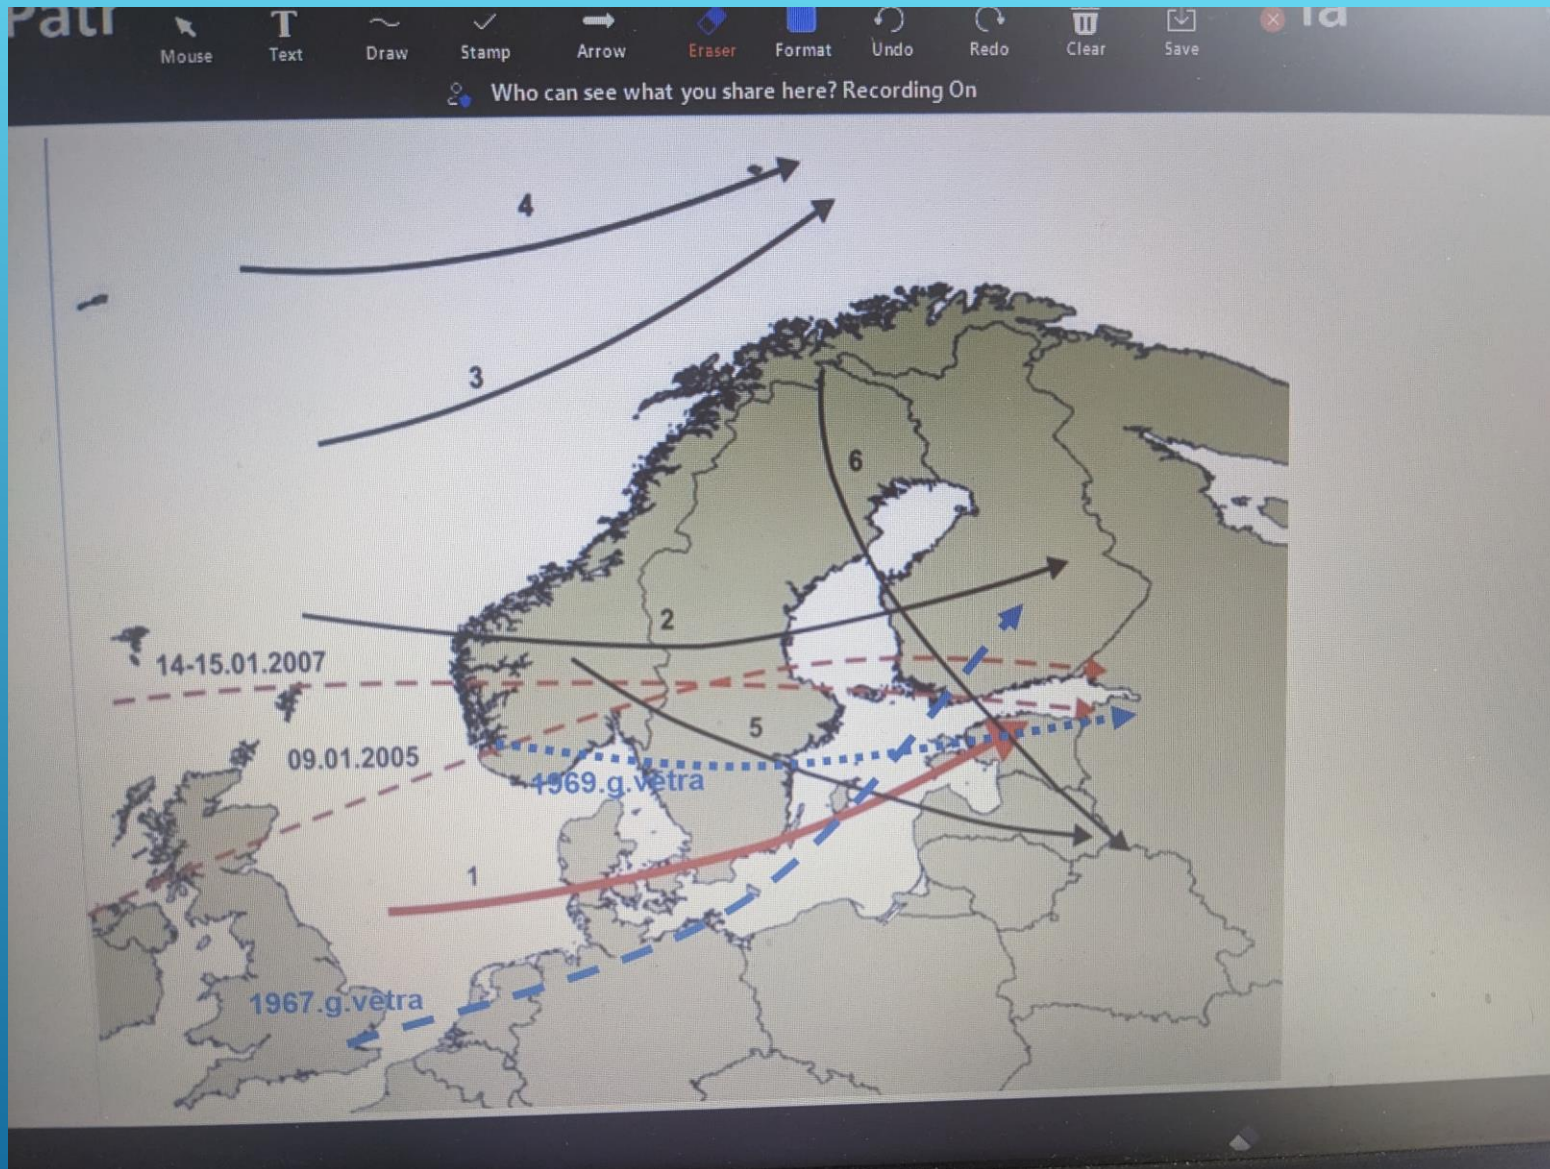 Mouse
Text
Draw
Stamp
Arrow
Eraser
Format
Undo
Redo
Clear
Save
Who can see what you share here? Recording On
4
3
6
2
14-15.01.2007
5
09.01.2005
1969.g.vētra
1
1967.g.vētra